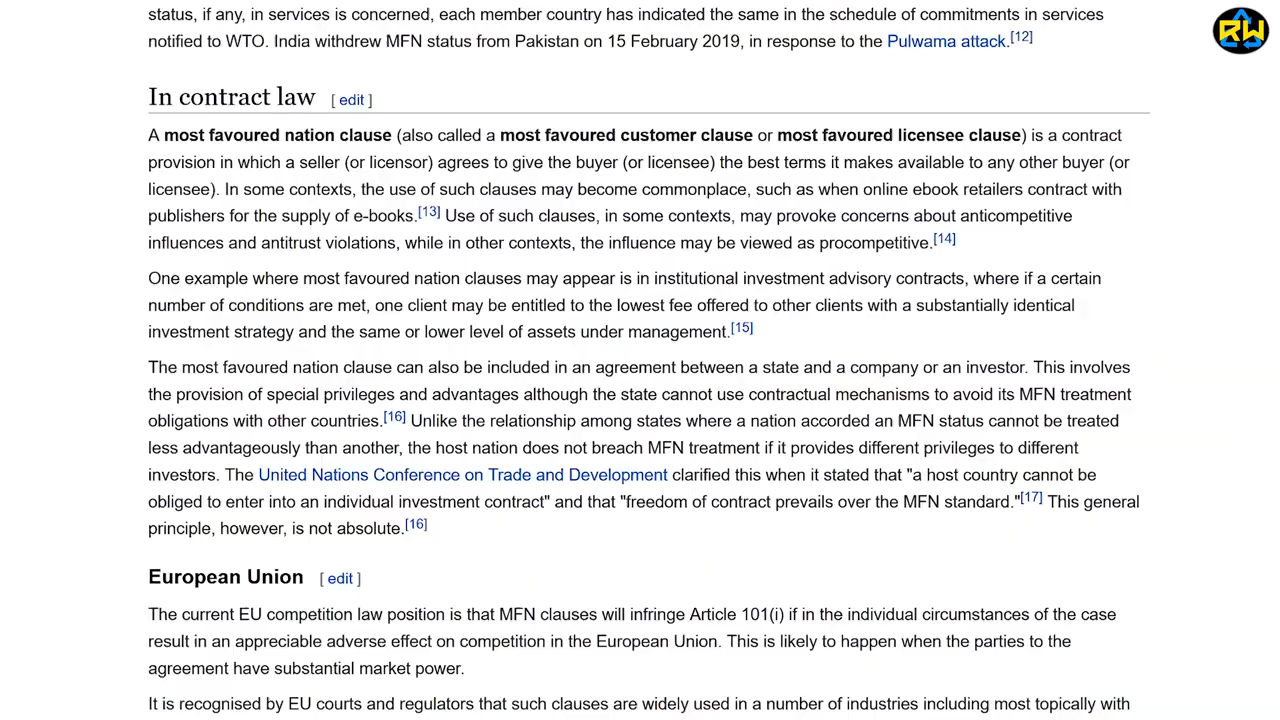 status, if any, in services is concerned, each member country has indicated the same in the schedule of commitments in services
notified to WTO. India withdrew MFN status from Pakistan on 15 February 2019, in response to the Pulwama attack.[12]
RW
In contract law [ edit ]
A most favoured nation clause (also called a most favoured customer clause or most favoured licensee clause) is a contract
provision in which a seller (or licensor) agrees to give the buyer (or licensee) the best terms it makes available to any other buyer (or
licensee). In some contexts, the use of such clauses may become commonplace, such as when online ebook retailers contract with
publishers for the supply of e-books.[13] Use of such clauses, in some contexts, may provoke concerns about anticompetitive
influences and antitrust violations, while in other contexts, the influence may be viewed as procompetitive.[14]
One example where most favoured nation clauses may appear is in institutional investment advisory contracts, where if a certain
number of conditions are met, one client may be entitled to the lowest fee offered to other clients with a substantially identical
investment strategy and the same or lower level of assets under management.[15]
The most favoured nation clause can also be included in an agreement between a state and a company or an investor. This involves
the provision of special privileges and advantages although the state cannot use contractual mechanisms to avoid its MFN treatment
obligations with other countries.[16] Unlike the relationship among states where a nation accorded an MFN status cannot be treated
less advantageously than another, the host nation does not breach MFN treatment if it provides different privileges to different
investors. The United Nations Conference on Trade and Development clarified this when it stated that "a host country cannot be
obliged to enter into an individual investment contract" and that "freedom of contract prevails over the MFN standard."[17] This general
principle, however, is not absolute.[16]
European Union [ edit ]
The current EU competition law position is that MFN clauses will infringe Article 101(i) if in the individual circumstances of the case
result in an appreciable adverse effect on competition in the European Union. This is likely to happen when the parties to the
agreement have substantial market power.
It is recognised by EU courts and regulators that such clauses are widely used in a number of industries including most topically with